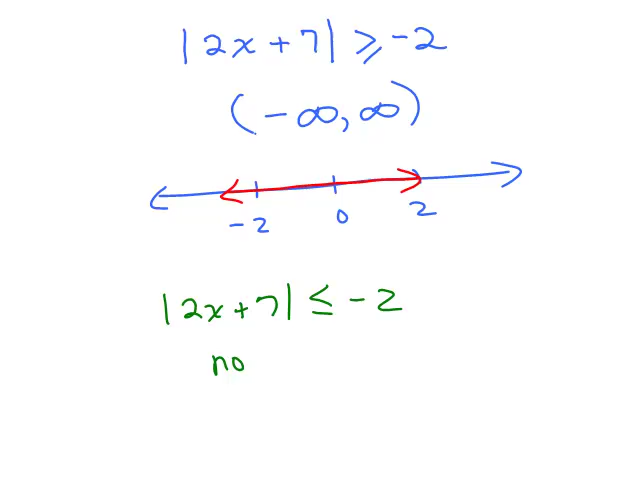 |2x+7| ≥ -2
(-∞, ∞)
-2 0 2
|2x+7| ≤ -2
no